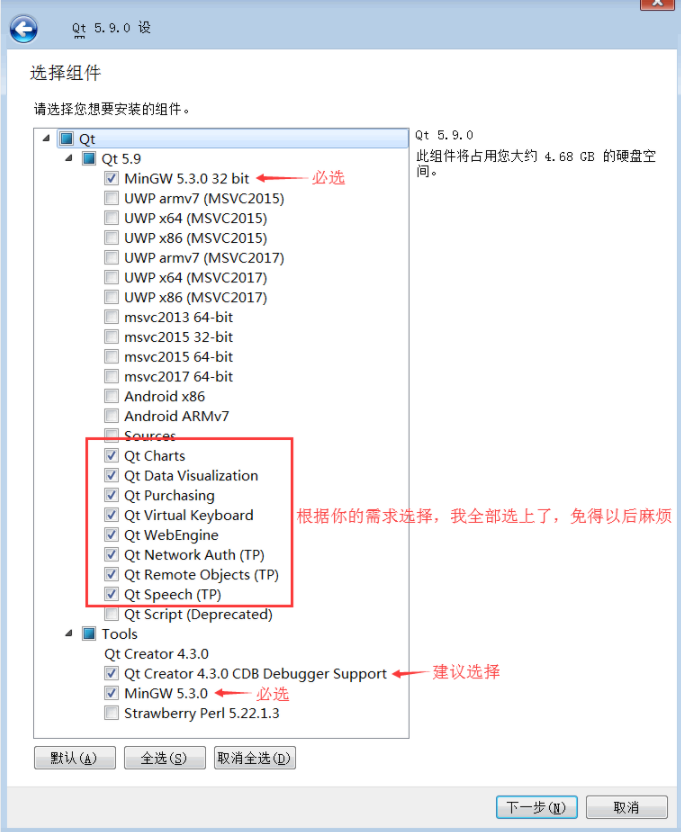 Qt 5.9.0 设
选择组件
请选择您想要安装的组件。
Qt
Qt 5.9
MinGW 5.3.0 32 bit 必选
UWP armv7 (MSVC2015)
UWP x64 (MSVC2015)
UWP x86 (MSVC2015)
UWP armv7 (MSVC2017)
UWP x64 (MSVC2017)
UWP x86 (MSVC2017)
msvc2013 64-bit
msvc2015 32-bit
msvc2015 64-bit
msvc2017 64-bit
Android x86
Android ARMv7
Sources
Qt Charts
Qt Data Visualization
Qt Purchasing
Qt Virtual Keyboard
根据你的需求选择，我全部选上了，免得以后麻烦
Qt WebEngine
Qt Network Auth (TP)
Qt Remote Objects (TP)
Qt Speech (TP)
Qt Script (Deprecated)
Tools
Qt Creator 4.3.0
Qt Creator 4.3.0 CDB Debugger Support 建议选择
MinGW 5.3.0 必选
Strawberry Perl 5.22.1.3
Qt 5.9.0
此组件将占用您大约 4.68 GB 的硬盘空
间。
默认(A) 全选(S) 取消全选(D)
下一步(N) 取消